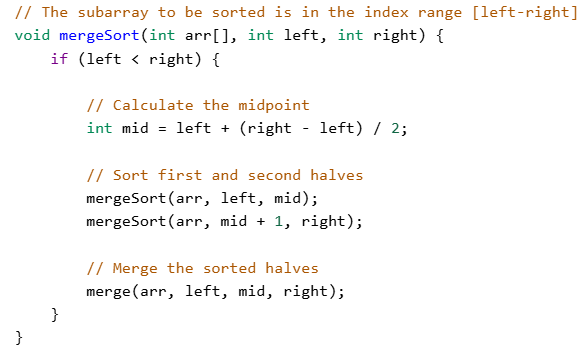 // The subarray to be sorted is in the index range [left-right]
void mergeSort(int arr[], int left, int right) {
    if (left < right) {

        // Calculate the midpoint
        int mid = left + (right - left) / 2;

        // Sort first and second halves
        mergeSort(arr, left, mid);
        mergeSort(arr, mid + 1, right);

        // Merge the sorted halves
        merge(arr, left, mid, right);
    }
}